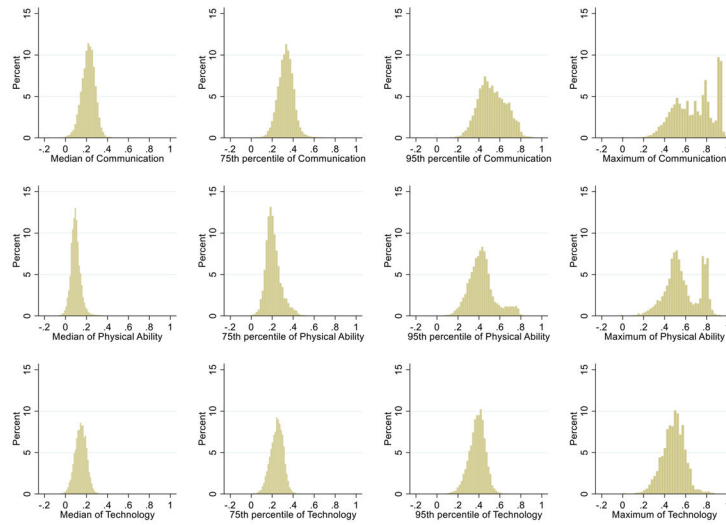 15
10
5
0
Percent
-.2 0 .2 .4 .6 .8 1
Median of Communication
15
10
5
0
Percent
-.2 0 .2 .4 .6 .8 1
75th percentile of Communication
15
10
5
0
Percent
-.2 0 .2 .4 .6 .8 1
95th percentile of Communication
15
10
5
0
Percent
-.2 0 .2 .4 .6 .8 1
Maximum of Communication
15
10
5
0
Percent
-.2 0 .2 .4 .6 .8 1
Median of Physical Ability
15
10
5
0
Percent
-.2 0 .2 .4 .6 .8 1
75th percentile of Physical Ability
15
10
5
0
Percent
-.2 0 .2 .4 .6 .8 1
95th percentile of Physical Ability
15
10
5
0
Percent
-.2 0 .2 .4 .6 .8 1
Maximum of Physical Ability
15
10
5
0
Percent
-.2 0 .2 .4 .6 .8 1
Median of Technology
15
10
5
0
Percent
-.2 0 .2 .4 .6 .8 1
75th percentile of Technology
15
10
5
0
Percent
-.2 0 .2 .4 .6 .8 1
95th percentile of Technology
15
10
5
0
Percent
-.2 0 .2 .4 .6 .8 1
Maximum of Technology